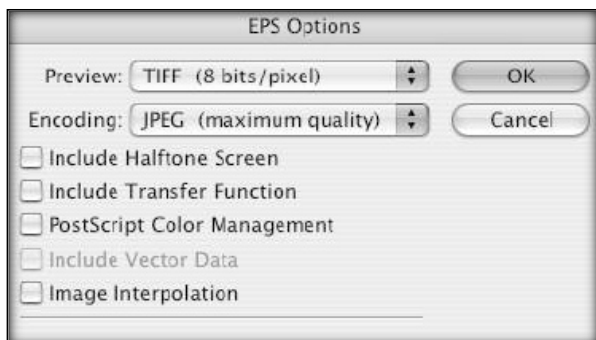 EPS Options
Preview: TIFF (8 bits/pixel) OK
Encoding: JPEG (maximum quality) Cancel
Include Halftone Screen
Include Transfer Function
PostScript Color Management
Include Vector Data
Image Interpolation